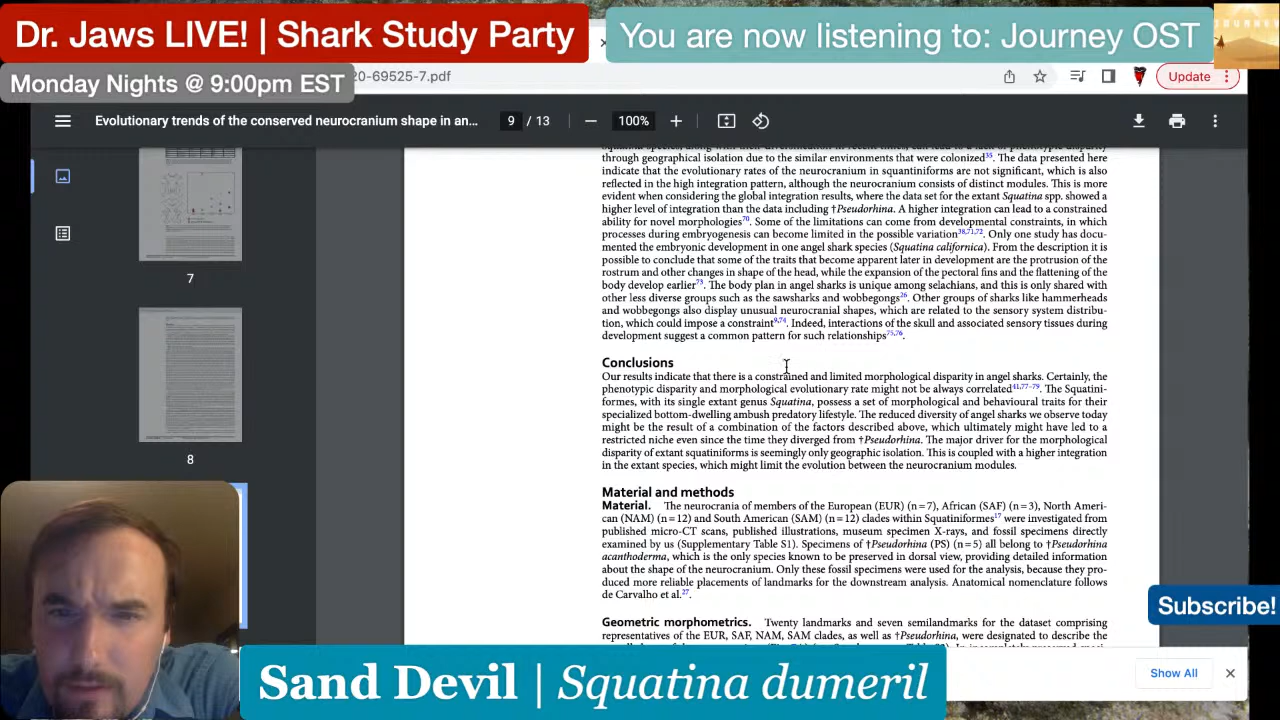 Dr. Jaws LIVE! | Shark Study Party
You are now listening to: Journey OST
Monday Nights @ 9:00pm EST
20-69525-7.pdf
Update
Evolutionary trends of the conserved neurocranium shape in an...
9 / 13
100%
through geographical isolation due to the similar environments that were colonized35. The data presented here
indicate that the evolutionary rates of the neurocranium in squantiniforms are not significant, which is also
reflected in the high integration pattern, although the neurocranium consists of distinct modules. This is more
evident when considering the global integration results, where the data set for the extant Squatina spp. showed a
higher level of integration than the data including †Pseudorhina. A higher integration can lead to a constrained
ability for novel morphologies70. Some of the limitations can come from developmental constraints, in which
processes during embryogenesis can become limited in the possible variation38,71,72. Only one study has docu-
mented the embryonic development in one angel shark species (Squatina californica). From the description it is
possible to conclude that some of the traits that become apparent later in development are the protrusion of the
rostrum and other changes in shape of the head, while the expansion of the pectoral fins and the flattening of the
body develop earlier73. The body plan in angel sharks is unique among selachians, and this is only shared with
other less diverse groups such as the sawsharks and wobbegongs26. Other groups of sharks like hammerheads
and wobbegongs also display unusual neurocranial shapes, which are related to the sensory system distribu-
tion, which could impose a constraint9,74. Indeed, interactions of the skull and associated sensory tissues during
development suggest a common pattern for such relationships75,76.
Conclusions
Our results indicate that there is a constrained and limited morphological disparity in angel sharks. Certainly, the
phenotypic disparity and morphological evolutionary rate might not be always correlated41,77–79. The Squatini-
formes, with its single extant genus Squatina, possess a set of morphological and behavioural traits for their
specialized bottom-dwelling ambush predatory lifestyle. The reduced diversity of angel sharks we observe today
might be the result of a combination of the factors described above, which ultimately might have led to a
restricted niche even since the time they diverged from †Pseudorhina. The major driver for the morphological
disparity of extant squatiniforms is seemingly only geographic isolation. This is coupled with a higher integration
in the extant species, which might limit the evolution between the neurocranium modules.
Material and methods
Material. The neurocrania of members of the European (EUR) (n=7), African (SAF) (n=3), North Ameri-
can (NAM) (n=12) and South American (SAM) (n=12) clades within Squatiniformes17 were investigated from
published micro-CT scans, published illustrations, museum specimen X-rays, and fossil specimens directly
examined by us (Supplementary Table S1). Specimens of †Pseudorhina (PS) (n=5) all belong to †Pseudorhina
acanthoderma, which is the only species known to be preserved in dorsal view, providing detailed information
about the shape of the neurocranium. Only these fossil specimens were used for the analysis, because they pro-
duced more reliable placements of landmarks for the downstream analysis. Anatomical nomenclature follows
de Carvalho et al.27.
Geometric morphometrics. Twenty landmarks and seven semilandmarks for the dataset comprising
representatives of the EUR, SAF, NAM, SAM clades, as well as †Pseudorhina, were designated to describe the
7
8
Subscribe!
Show All
Sand Devil | Squatina dumeril